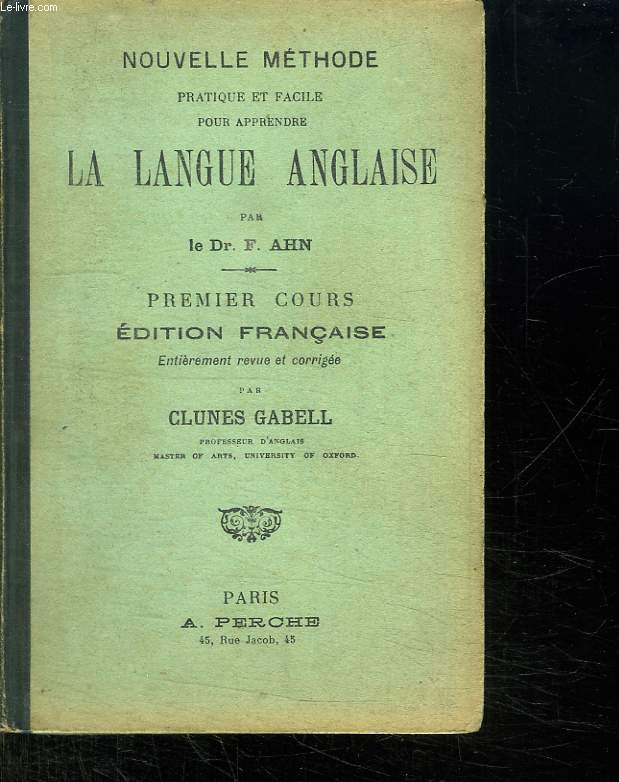 Le-livre.com
NOUVELLE MÉTHODE
PRATIQUE ET FACILE
POUR APPRENDRE
LA LANGUE ANGLAISE
PAR
le Dr. F. AHN
PREMIER COURS
ÉDITION FRANÇAISE
Entièrement revue et corrigée
PAR
CLUNES GABELL
PROFESSEUR D'ANGLAIS
MASTER OF ARTS, UNIVERSITY OF OXFORD.
PARIS
A. PERCHE
45, Rue Jacob, 45